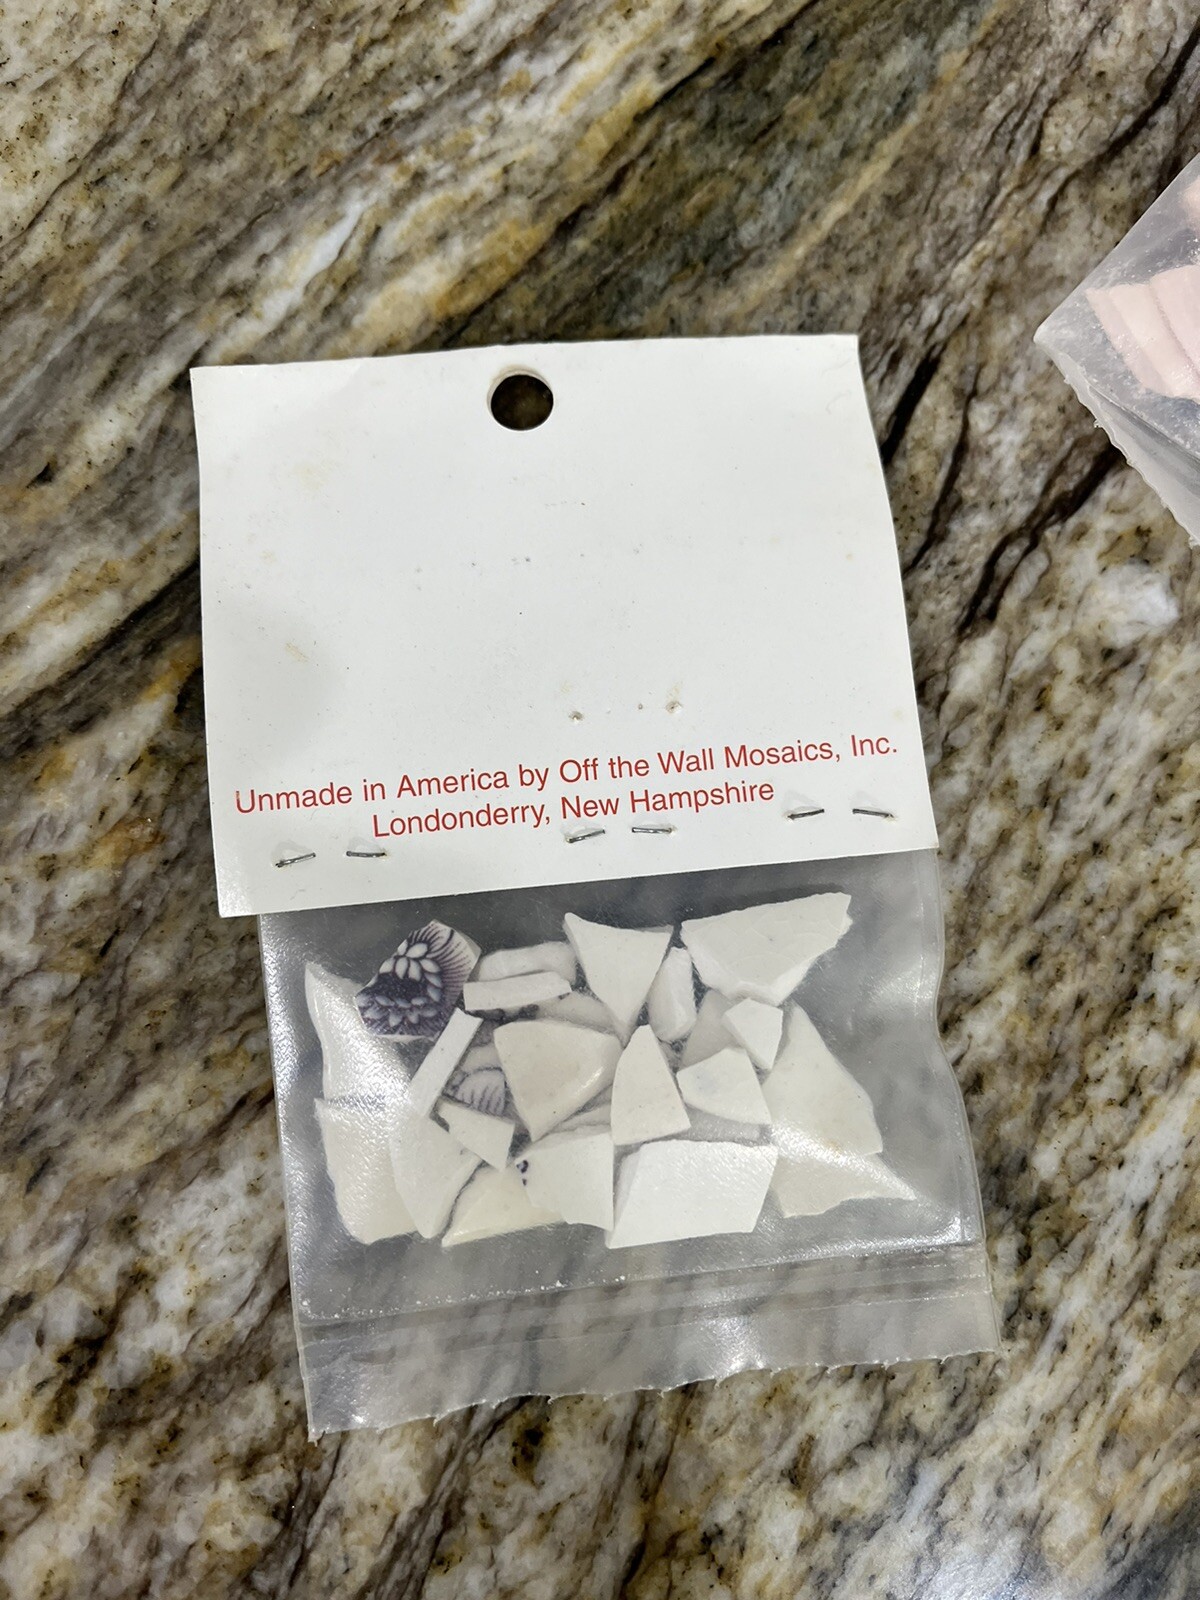 Unmade in America by Off the Wall Mosaics, Inc.
Londonderry, New Hampshire